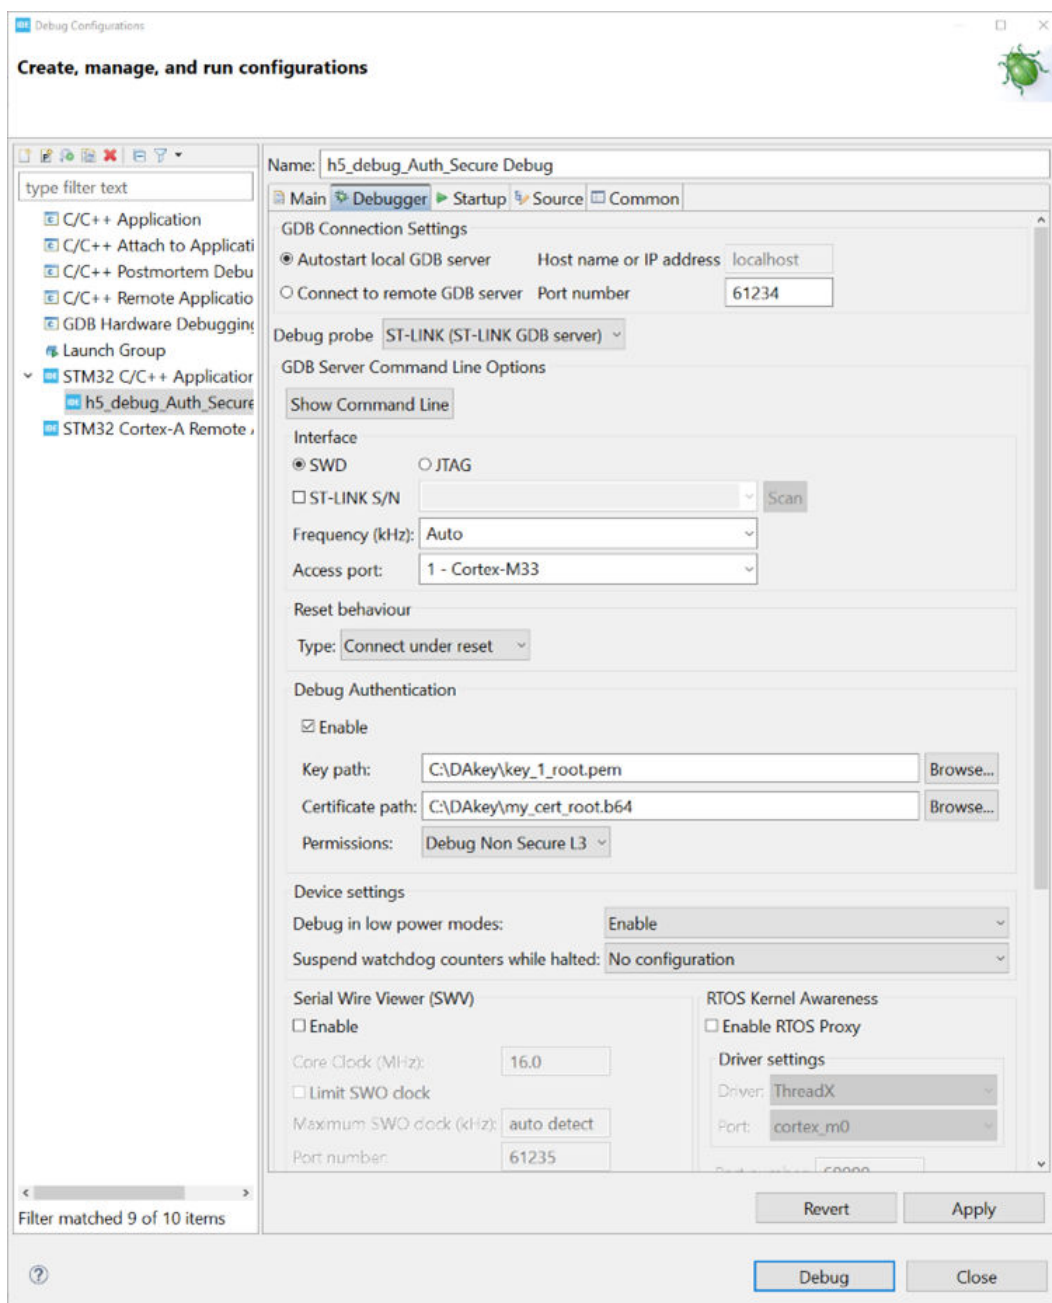 IDE Debug Configurations
Create, manage, and run configurations
type filter text
C/C++ Application
C/C++ Attach to Applicati
C/C++ Postmortem Debu
C/C++ Remote Applicatio
GDB Hardware Debugging
Launch Group
STM32 C/C++ Application
h5_debug_Auth_Secure
STM32 Cortex-A Remote
Filter matched 9 of 10 items
Name: h5_debug_Auth_Secure Debug
Main Debugger Startup Source Common
GDB Connection Settings
Autostart local GDB server Host name or IP address localhost
Connect to remote GDB server Port number 61234
Debug probe ST-LINK (ST-LINK GDB server)
GDB Server Command Line Options
Show Command Line
Interface
SWD JTAG
ST-LINK S/N Scan
Frequency (kHz): Auto
Access port: 1 - Cortex-M33
Reset behaviour
Type: Connect under reset
Debug Authentication
Enable
Key path: C:\DAkey\key_1_root.pem Browse...
Certificate path: C:\DAkey\my_cert_root.b64 Browse...
Permissions: Debug Non Secure L3
Device settings
Debug in low power modes: Enable
Suspend watchdog counters while halted: No configuration
Serial Wire Viewer (SWV)
Enable
Core Clock (MHz): 16.0
Limit SWO clock
Maximum SWO clock (kHz): auto detect
Port number: 61235
RTOS Kernel Awareness
Enable RTOS Proxy
Driver settings
Driver: ThreadX
Port: cortex_m0
Revert Apply
Debug Close